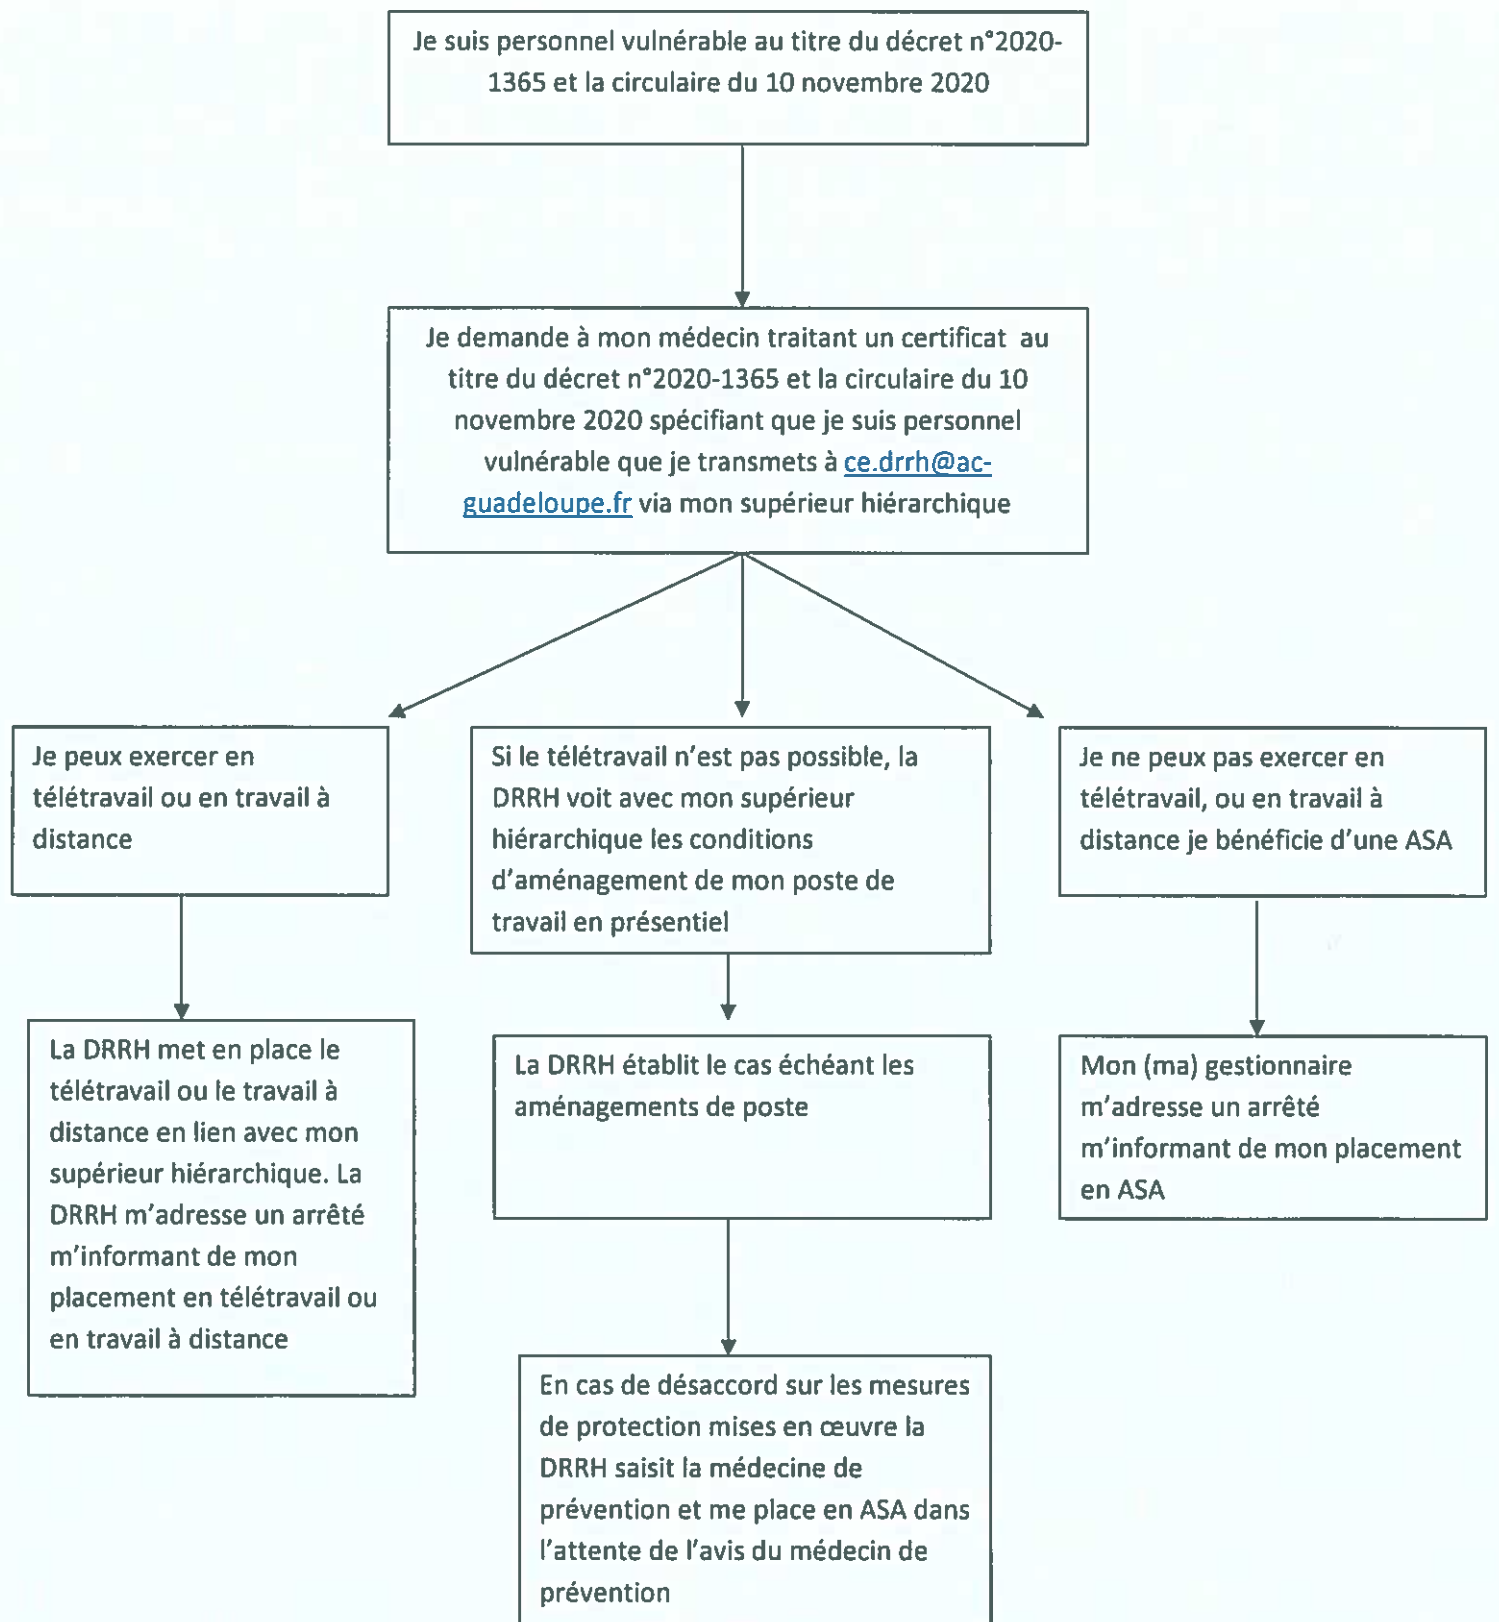 Je suis personnel vulnérable au titre du décret n°2020-
1365 et la circulaire du 10 novembre 2020
Je demande à mon médecin traitant un certificat au
titre du décret n°2020-1365 et la circulaire du 10
novembre 2020 spécifiant que je suis personnel
vulnérable que je transmets à ce.drrh@ac-
guadeloupe.fr via mon supérieur hiérarchique
Je peux exercer en
télétravail ou en travail à
distance
Si le télétravail n'est pas possible, la
DRRH voit avec mon supérieur
hiérarchique les conditions
d'aménagement de mon poste de
travail en présentiel
Je ne peux pas exercer en
télétravail, ou en travail à
distance je bénéficie d'une ASA
La DRRH met en place le
télétravail ou le travail à
distance en lien avec mon
supérieur hiérarchique. La
DRRH m'adresse un arrêté
m'informant de mon
placement en télétravail ou
en travail à distance
La DRRH établit le cas échéant les
aménagements de poste
Mon (ma) gestionnaire
m'adresse un arrêté
m'informant de mon placement
en ASA
En cas de désaccord sur les mesures
de protection mises en œuvre la
DRRH saisit la médecine de
prévention et me place en ASA dans
l'attente de l'avis du médecin de
prévention